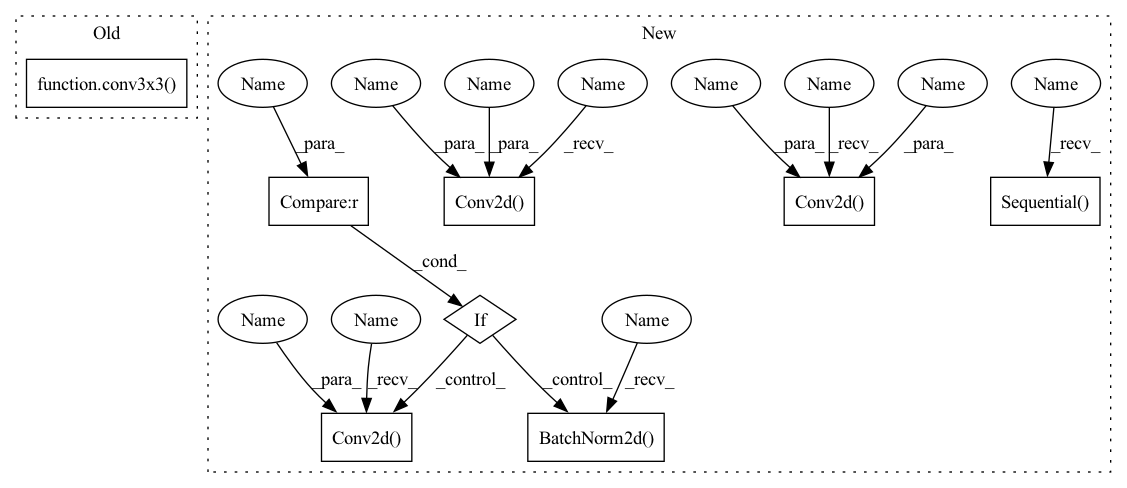 Old
New
function.conv3x3()
Name
Name
Name
Name
Name
Name
Name
Name
_para_
_para_
_para_
_recv_
_para_
_recv_
_para_
_recv_
Compare:r
Conv2d()
Conv2d()
Sequential()
_cond_
Name
Name
If
Name
_para_
_recv_
_control_
_control_
_recv_
Conv2d()
BatchNorm2d()